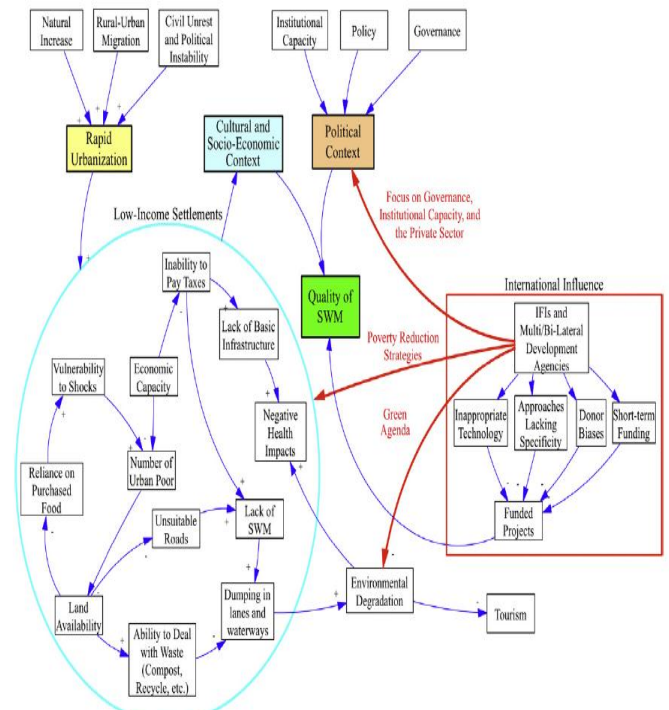 Natural
Increase
Rural-Urban
Migration
Civil Unrest
and Political
Instability
Institutional
Capacity
Policy
Governance
+
+
+
Rapid
Urbanization
Cultural and
Socio-Economic
Context
Political
Context
Focus on Governance,
Institutional Capacity, and
the Private Sector
Low-Income Settlements
+
Inability to
Pay Taxes
Quality of
SWM
International Influence
IFIs and
Multi/Bi-Lateral
Development
Agencies
-
+
Lack of Basic
Infrastructure
Poverty Reduction
Strategies
Vulnerability
to Shocks
Economic
Capacity
+
+
Negative
Health
Impacts
+
Green
Agenda
Inappropriate
Technology
Approaches
Lacking
Specificity
Donor
Biases
Short-term
Funding
+
-
Number of
Urban Poor
Reliance on
Purchased
Food
-
-
-
-
Funded
Projects
+
Unsuitable
Roads
+
Lack of
SWM
-
-
-
Land
Availability
+
Dumping in
lanes and
waterways
+
Environmental
Degradation
-
-
Tourism
+
Ability to Deal
with Waste
(Compost,
Recycle, etc.)
-